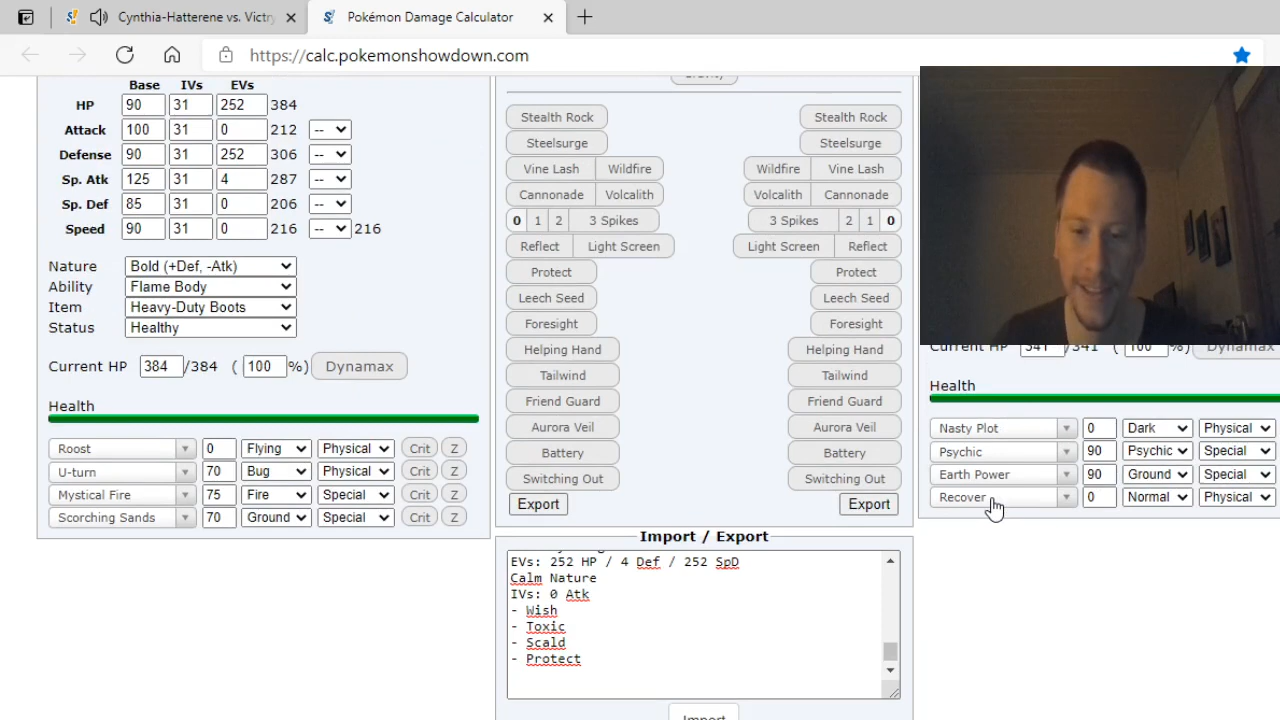 Cynthia-Hatterene vs. Victry
Pokémon Damage Calculator
https://calc.pokemonshowdown.com
Base IVs EVs
HP 90 31 252 384
Attack 100 31 0 212 --
Defense 90 31 252 306 --
Sp. Atk 125 31 4 287 --
Sp. Def 85 31 0 206 --
Speed 90 31 0 216 -- 216
Nature Bold (+Def, -Atk)
Ability Flame Body
Item Heavy-Duty Boots
Status Healthy
Current HP 384 /384 ( 100 %) Dynamax
Health
Roost 0 Flying Physical Crit Z
U-turn 70 Bug Physical Crit Z
Mystical Fire 75 Fire Special Crit Z
Scorching Sands 70 Ground Special Crit Z
Gravity
Stealth Rock Stealth Rock
Steelsurge Steelsurge
Vine Lash Wildfire Wildfire Vine Lash
Cannonade Volcalith Volcalith Cannonade
0 1 2 3 Spikes 3 Spikes 2 1 0
Reflect Light Screen Light Screen Reflect
Protect Protect
Leech Seed Leech Seed
Foresight Foresight
Helping Hand Helping Hand
Tailwind Tailwind
Friend Guard Friend Guard
Aurora Veil Aurora Veil
Battery Battery
Switching Out Switching Out
Export Export
Import / Export
EVs: 252 HP / 4 Def / 252 SpD
Calm Nature
IVs: 0 Atk
- Wish
- Toxic
- Scald
- Protect
Import
Current HP 341 /341 ( 100 %) Dynamax
Health
Nasty Plot 0 Dark Physical
Psychic 90 Psychic Special
Earth Power 90 Ground Special
Recover 0 Normal Physical